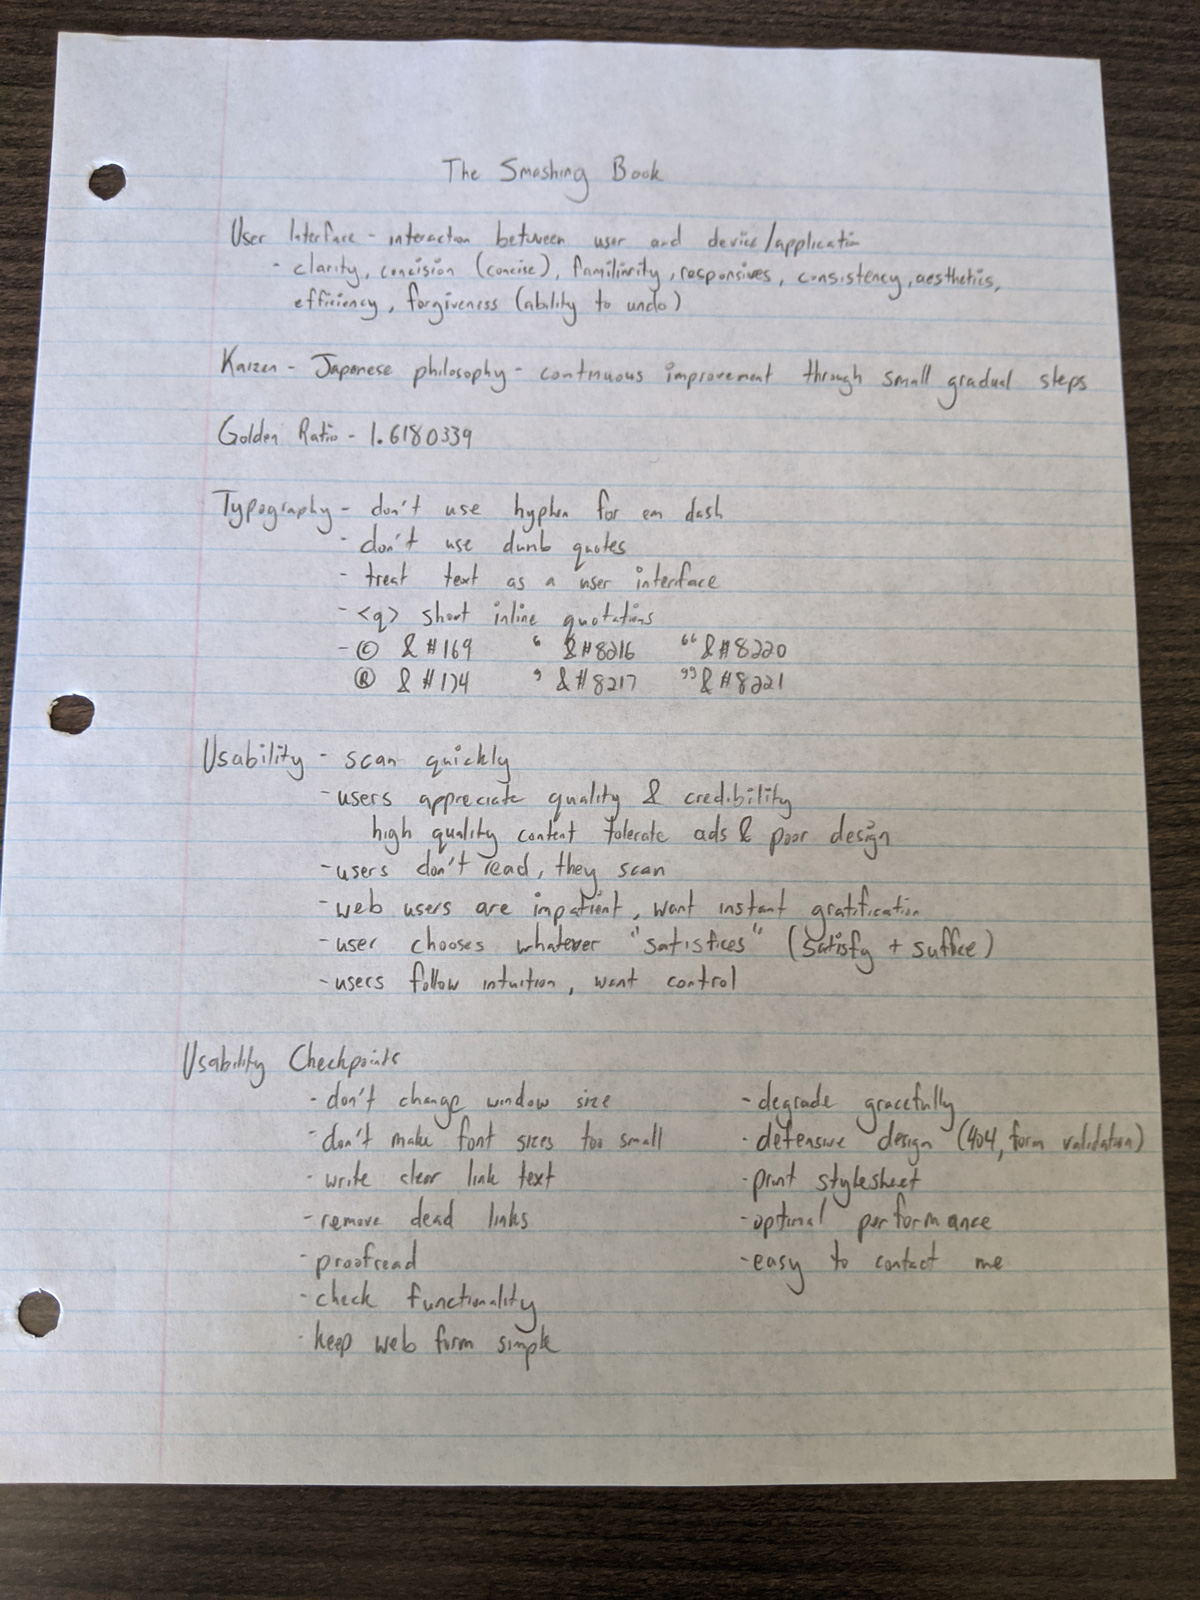 The Smashing Book
User Interface - interaction between user and device/application
- clarity, concision (concise), familiarity, responsives, consistency, aesthetics,
efficiency, forgiveness (ability to undo)
Kaizen - Japanese philosophy - continuous improvement through small gradual steps
Golden Ratio - 1.6180339
Typography - don't use hyphen for em dash
- don't use dumb quotes
- treat text as a user interface
- <q> short inline quotations
- © &#169 ‘ &#8216 “ &#8220
® &#174 ’ &#8217 ” &#8221
Usability - scan quickly
- users appreciate quality & credibility
high quality content tolerate ads & poor design
- users don't read, they scan
- web users are impatient, want instant gratification
- user chooses whatever "satisfices" (satisfy + suffice)
- users follow intuition, want control
Usability Checkpoints
- don't change window size
- don't make font sizes too small
- write clear link text
- remove dead links
- proofread
- check functionality
- keep web form simple
- degrade gracefully
- defensive design (404, form validation)
- print stylesheet
- optimal performance
- easy to contact me